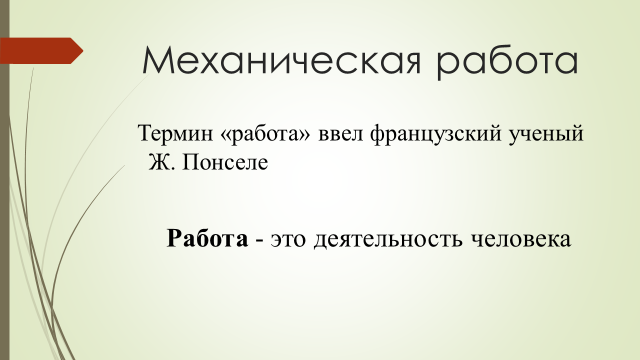 Механическая работа
Термин «работа» ввел французский ученый
Ж. Понселе
Работа - это деятельность человека